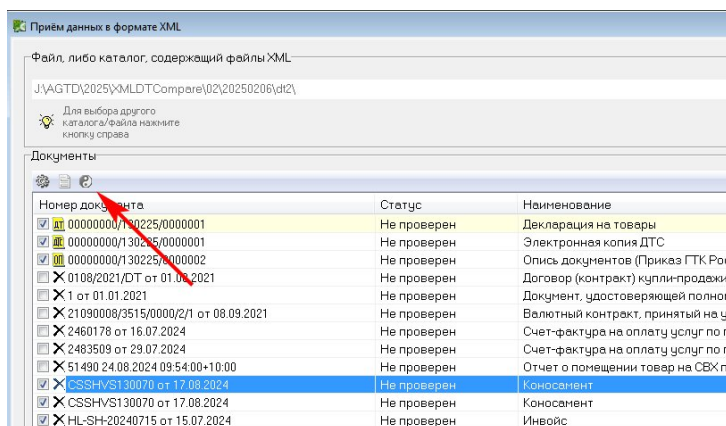 Приём данных в формате XML
Файл, либо каталог, содержащий файлы XML
J:\AGTD\2025\XMLDTCompare\02\20250206\dt2\
Для выбора другого
каталога/файла нажмите
кнопку справа
Документы
Номер документа Статус Наименование
ДТ 00000000/130225/0000001 Не проверен Декларация на товары
00000000/130225/0000001 Не проверен Электронная копия ДТС
ОП 00000000/130225/0000002 Не проверен Опись документов (Приказ ГТК Рос
0108/2021/DT от 01.08.2021 Не проверен Договор (контракт) купли-продажи
1 от 01.01.2021 Не проверен Документ, удостоверяющей полно
21090008/3515/0000/2/1 от 08.09.2021 Не проверен Валютный контракт, принятый на у
2460178 от 16.07.2024 Не проверен Счет-фактура на оплату услуг по
2483509 от 29.07.2024 Не проверен Счет-фактура на оплату услуг по
51490 24.08.2024 09:54:00+10:00 Не проверен Отчет о помещении товар на СВХ
CSSHVS130070 от 17.08.2024 Не проверен Коносамент
CSSHVS130070 от 17.08.2024 Не проверен Коносамент
HL-SH-20240715 от 15.07.2024 Не проверен Инвойс